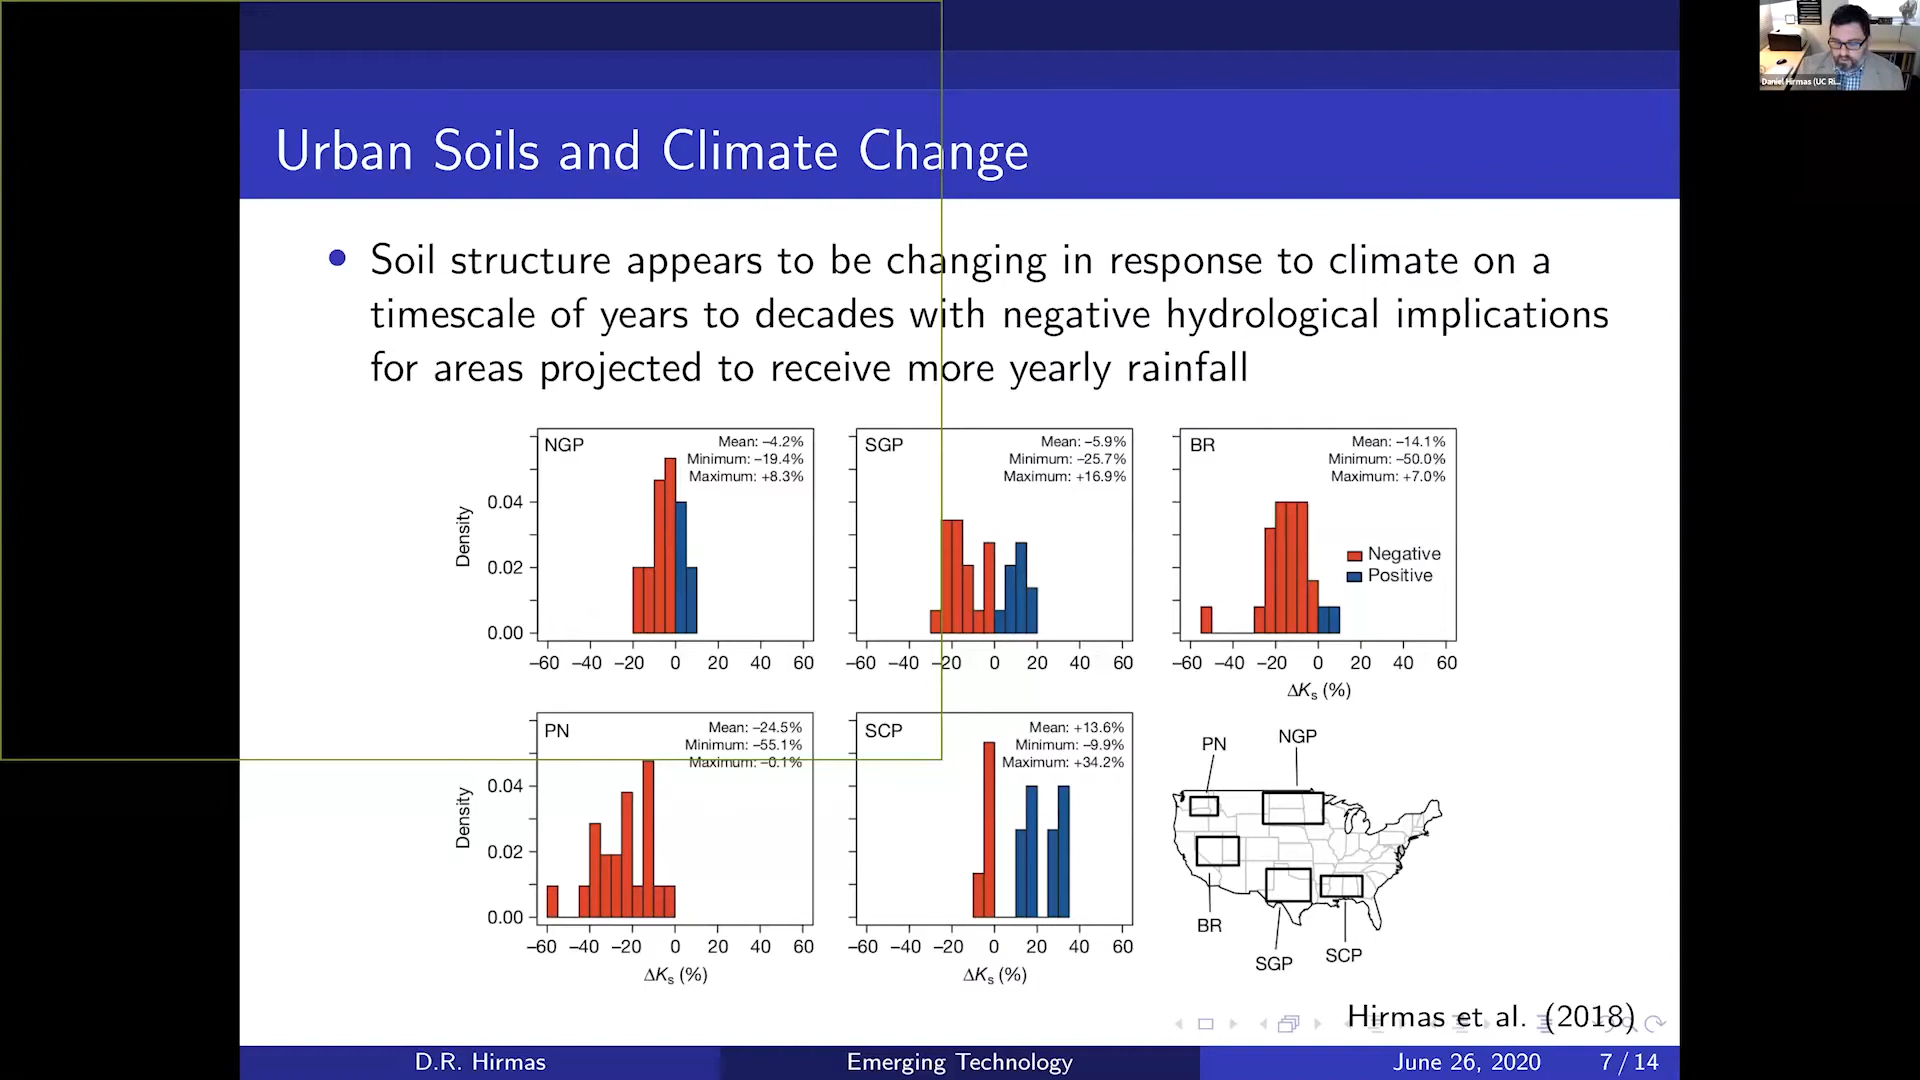 Urban Soils and Climate Change
Daniel Hirmas (UC Ri...
• Soil structure appears to be changing in response to climate on a
timescale of years to decades with negative hydrological implications
for areas projected to receive more yearly rainfall
NGP
Mean: –4.2%
Minimum: –19.4%
Maximum: +8.3%
Density
0.04
0.02
0.00
–60 –40 –20 0 20 40 60
SGP
Mean: –5.9%
Minimum: –25.7%
Maximum: +16.9%
–60 –40 –20 0 20 40 60
BR
Mean: –14.1%
Minimum: –50.0%
Maximum: +7.0%
Negative
Positive
–60 –40 –20 0 20 40 60
ΔKs (%)
PN
Mean: –24.5%
Minimum: –55.1%
Maximum: –0.1%
Density
0.04
0.02
0.00
–60 –40 –20 0 20 40 60
ΔKs (%)
SCP
Mean: +13.6%
Minimum: –9.9%
Maximum: +34.2%
–60 –40 –20 0 20 40 60
ΔKs (%)
PN
NGP
BR
SGP
SCP
Hirmas et al. (2018)
D.R. Hirmas
Emerging Technology
June 26, 2020
7 / 14